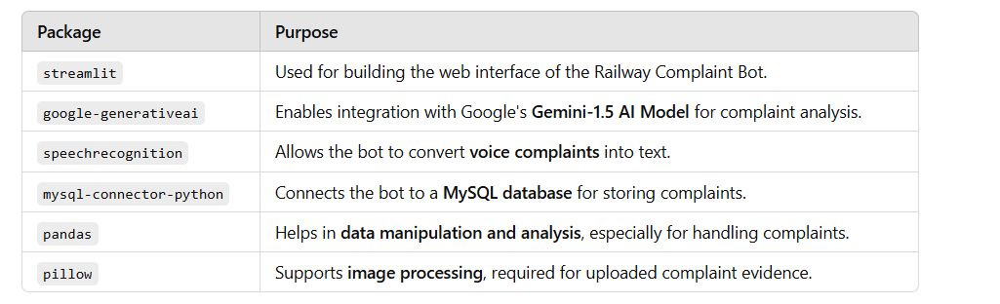 Package Purpose
streamlit Used for building the web interface of the Railway Complaint Bot.
google-generativeai Enables integration with Google's Gemini-1.5 AI Model for complaint analysis.
speechrecognition Allows the bot to convert voice complaints into text.
mysql-connector-python Connects the bot to a MySQL database for storing complaints.
pandas Helps in data manipulation and analysis, especially for handling complaints.
pillow Supports image processing, required for uploaded complaint evidence.